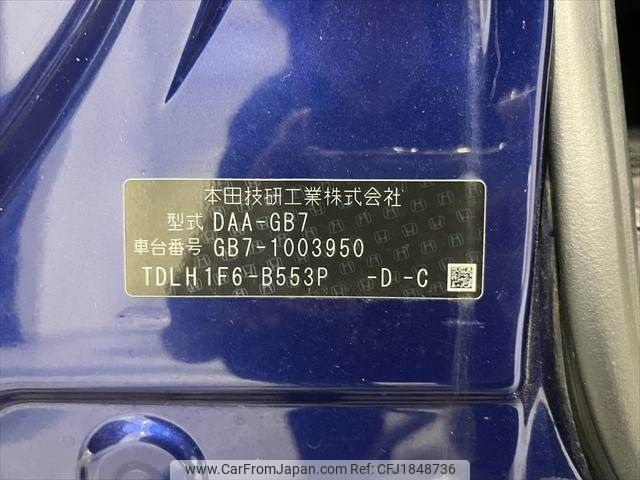 本田技研工業株式会社
型式 DAA-GB7
車台番号 GB7-1003950
TDLH1F6-B553P -D-C
www.CarFromJapan.com Ref No. CFJ1848736